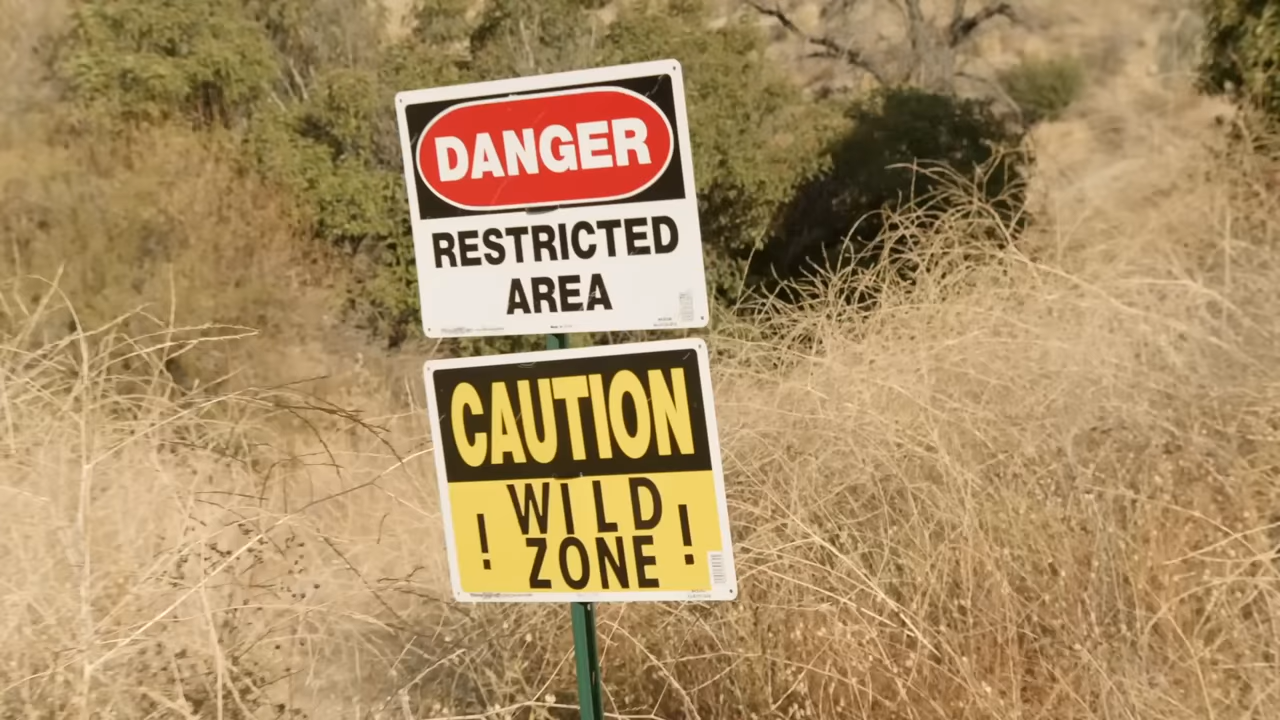 DANGER
RESTRICTED
AREA
CAUTION
! WILD !
ZONE